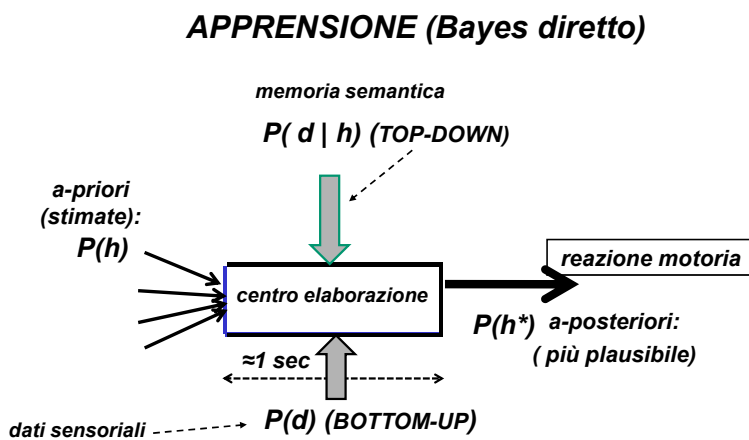 APPRENSIONE (Bayes diretto)
memoria semantica
P( d | h) (TOP-DOWN)
a-priori
(stimate):
P(h)
centro elaborazione
reazione motoria
P(h*) a-posteriori:
( più plausibile)
≈1 sec
P(d) (BOTTOM-UP)
dati sensoriali